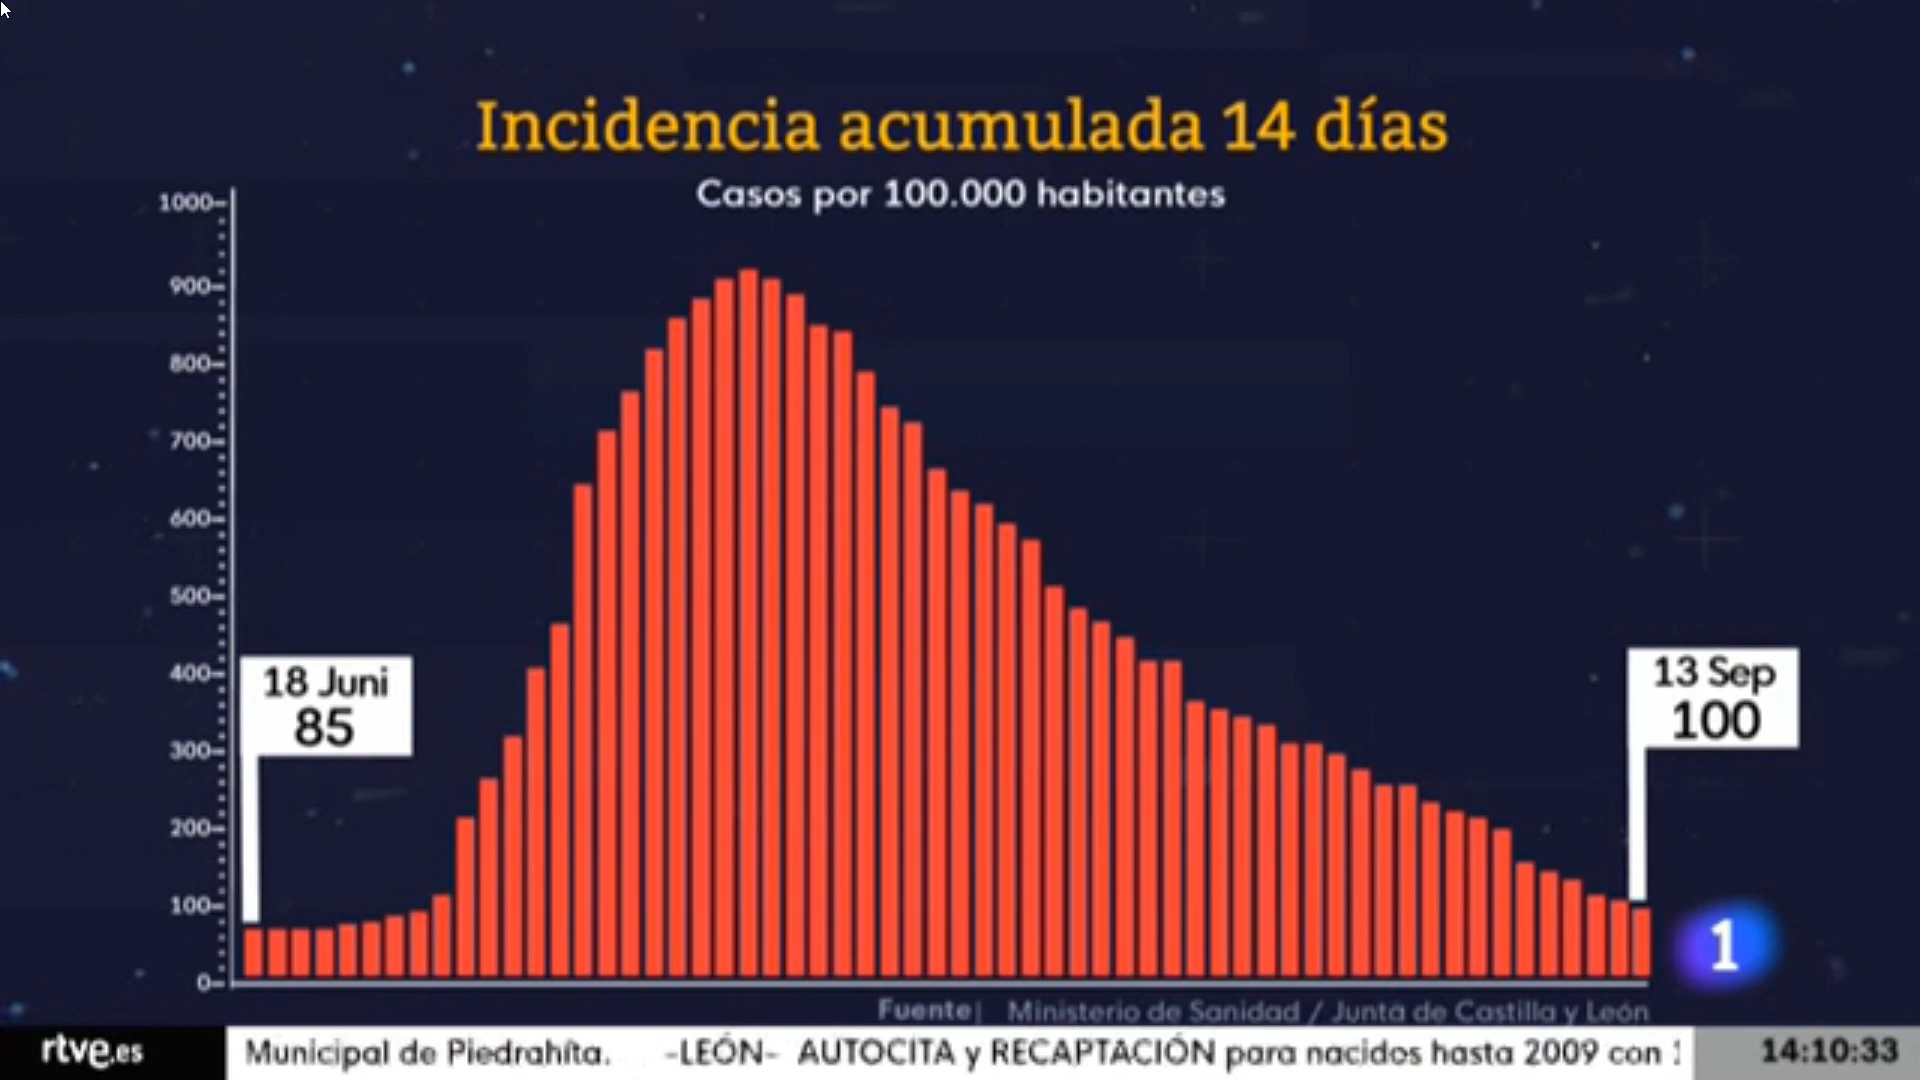 Incidencia acumulada 14 días
Casos por 100.000 habitantes
1000
900
800
700
600
500
400
300
200
100
0
18 Juni
85
13 Sep
100
1
Fuente| Ministerio de Sanidad / Junta de Castilla y León
rtve.es
Municipal de Piedrahíta. -LEÓN- AUTOCITA y RECAPTACIÓN para nacidos hasta 2009 con
14:10:33